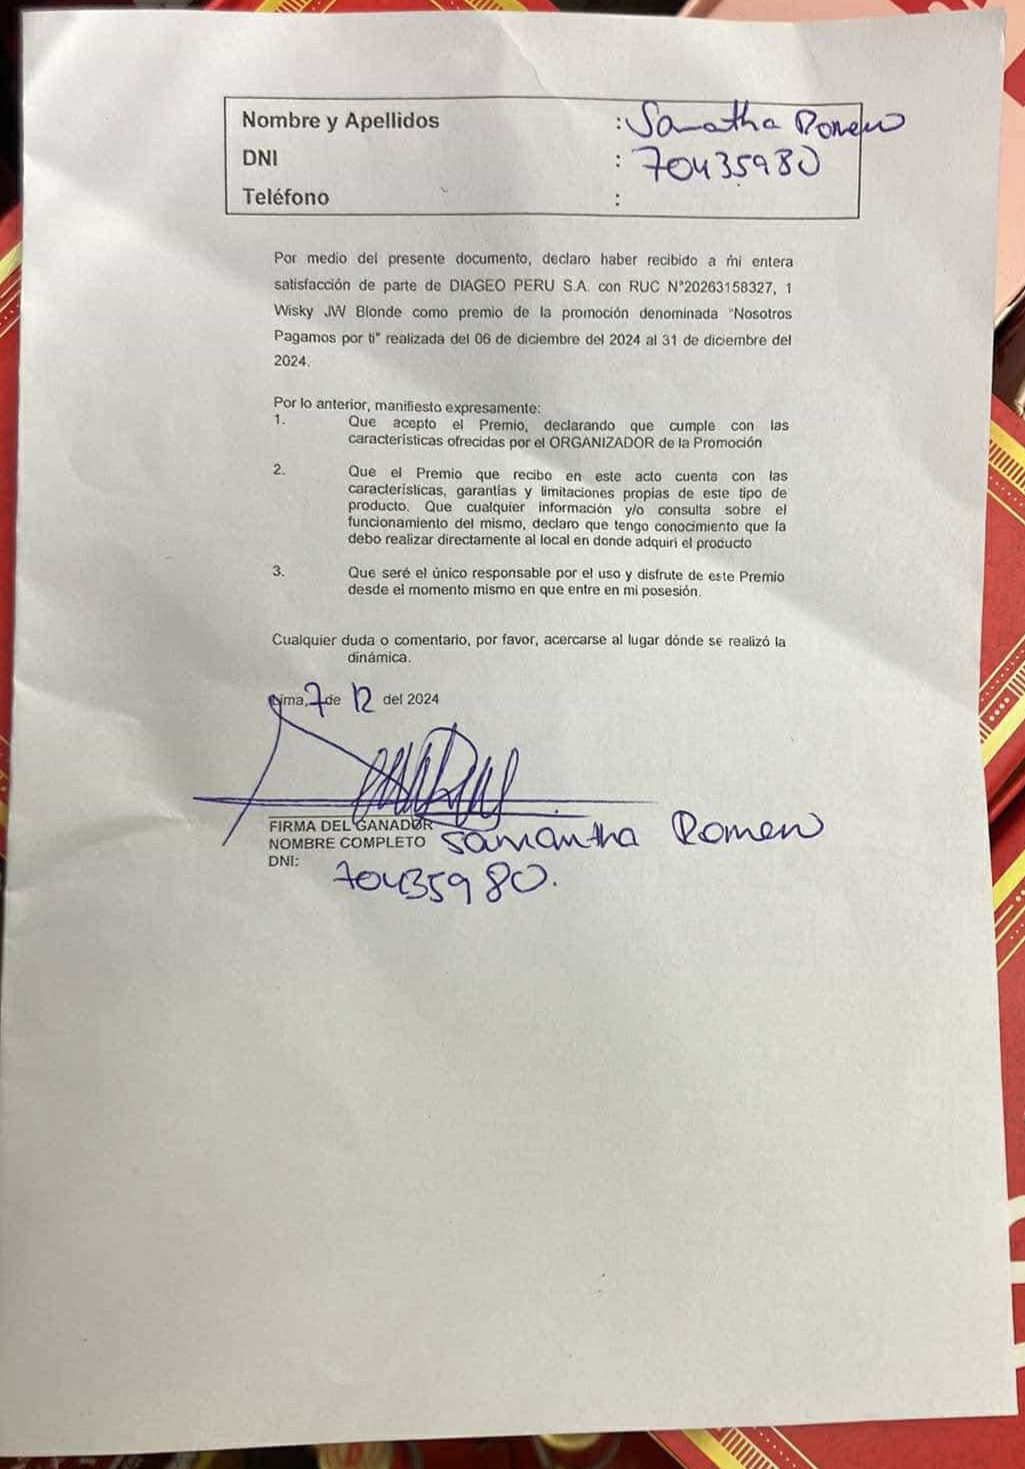 Nombre y Apellidos : Samatha Romero
DNI : 70435980
Teléfono :
Por medio del presente documento, declaro haber recibido a mi entera
satisfacción de parte de DIAGEO PERU S.A. con RUC N°20263158327, 1
Wisky JW Blonde como premio de la promoción denominada "Nosotros
Pagamos por ti" realizada del 06 de diciembre del 2024 al 31 de diciembre del
2024.
Por lo anterior, manifiesto expresamente:
1. Que acepto el Premio, declarando que cumple con las
características ofrecidas por el ORGANIZADOR de la Promoción
2. Que el Premio que recibo en este acto cuenta con las
características, garantías y limitaciones propias de este tipo de
producto. Que cualquier información y/o consulta sobre el
funcionamiento del mismo, declaro que tengo conocimiento que la
debo realizar directamente al local en donde adquirí el producto
3. Que seré el único responsable por el uso y disfrute de este Premio
desde el momento mismo en que entre en mi posesión.
Cualquier duda o comentario, por favor, acercarse al lugar dónde se realizó la
dinámica.
Lima, 7 de 12 del 2024
FIRMA DEL GANADOR
NOMBRE COMPLETO Samantha Romero
DNI: 70435980.